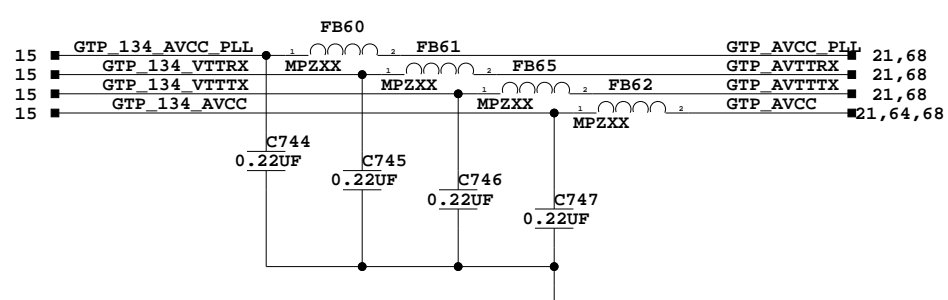 FB60
15 GTP_134_AVCC_PLL 1 2 FB61 GTP_AVCC_PLL 21,68
15 GTP_134_VTTRX MPZXX 1 2 FB65 GTP_AVTTRX 21,68
15 GTP_134_VTTTX MPZXX 1 2 FB62 GTP_AVTTTX 21,68
15 GTP_134_AVCC MPZXX 1 2 GTP_AVCC 21,64,68
MPZXX
C744
0.22UF
C745
0.22UF
C746
0.22UF
C747
0.22UF